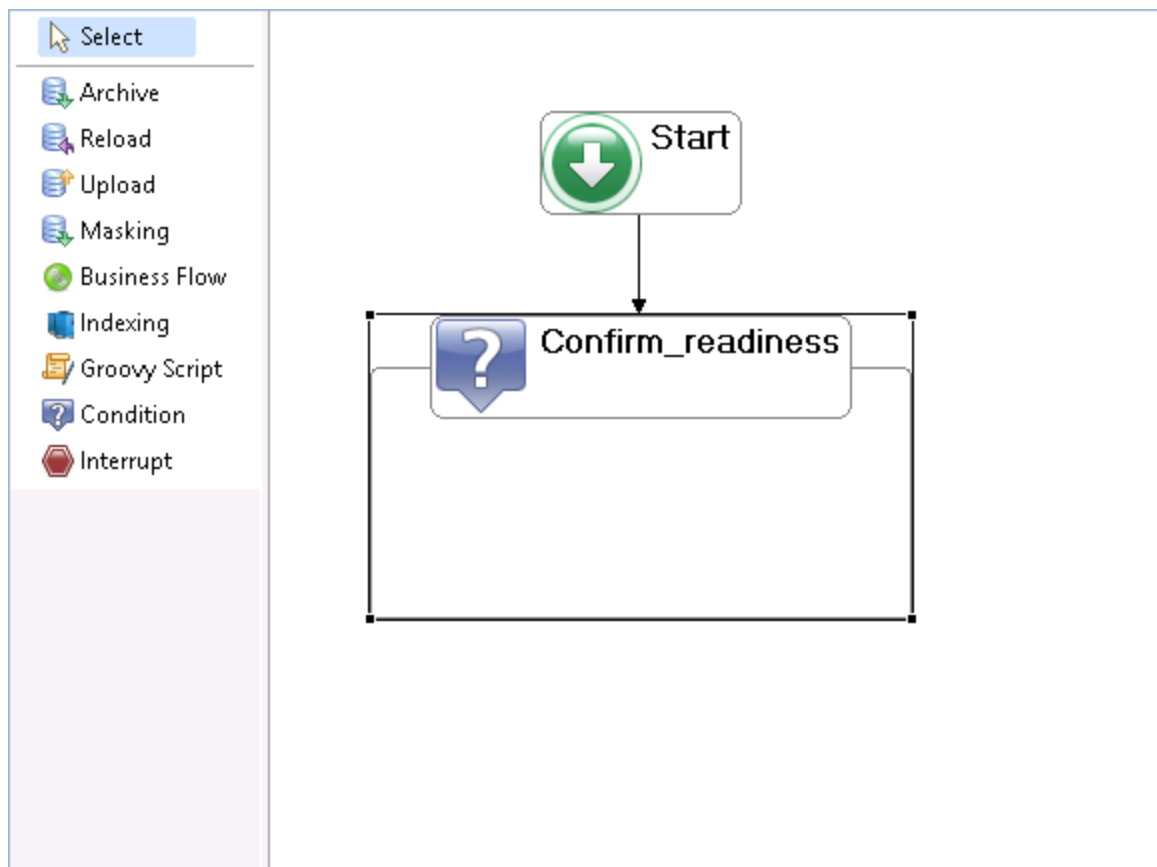 Select
Archive
Reload
Upload
Masking
Business Flow
Indexing
Groovy Script
Condition
Interrupt
Start
Confirm_readiness